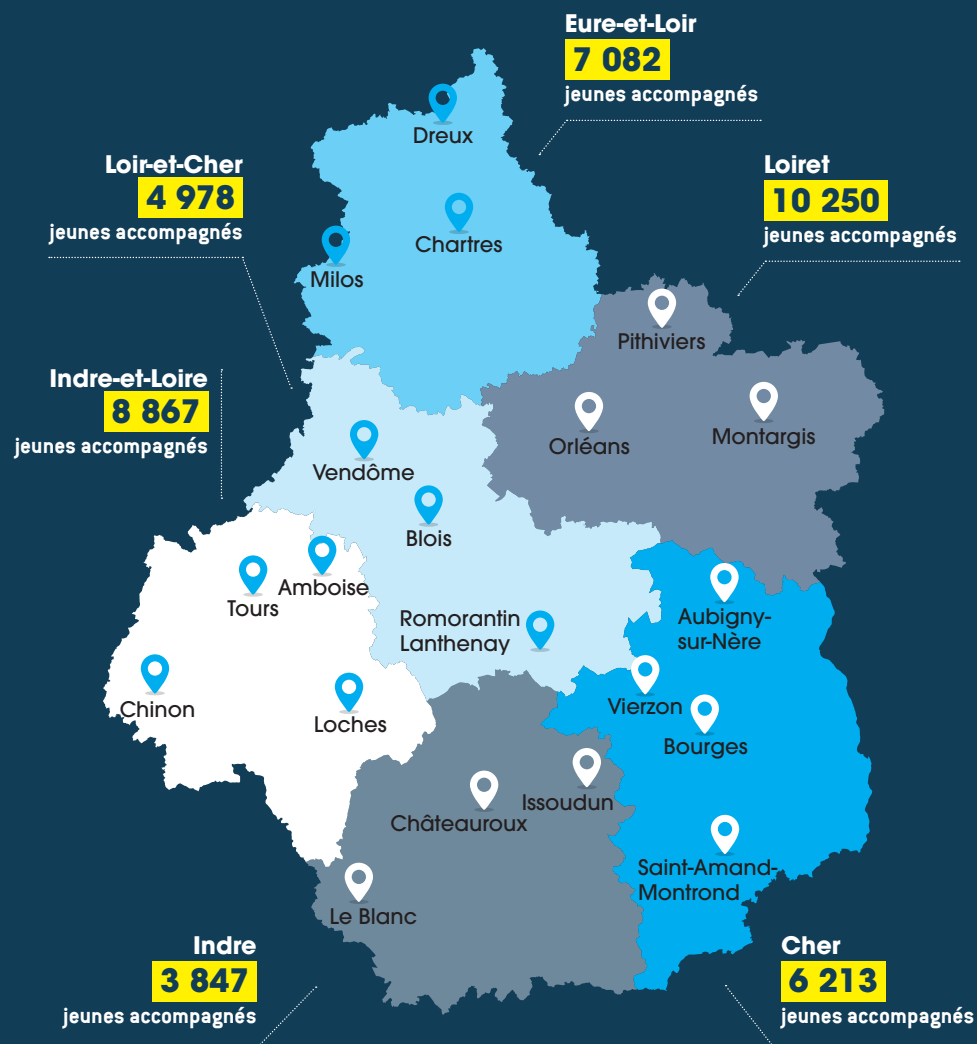 Eure-et-Loir
7 082
jeunes accompagnés
Dreux
Loir-et-Cher
4 978
jeunes accompagnés
Loiret
10 250
jeunes accompagnés
Chartres
Milos
Pithiviers
Indre-et-Loire
8 867
jeunes accompagnés
Orléans
Montargis
Vendôme
Blois
Amboise
Tours
Romorantin
Lanthenay
Aubigny-
sur-Nère
Chinon
Loches
Vierzon
Bourges
Issoudun
Châteauroux
Saint-Amand-
Montrond
Le Blanc
Indre
3 847
jeunes accompagnés
Cher
6 213
jeunes accompagnés